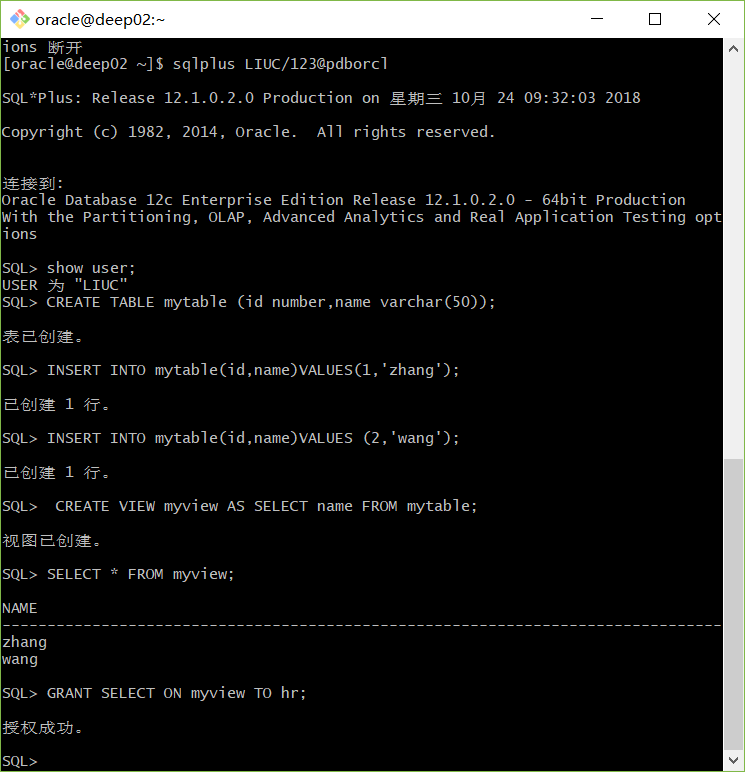 oracle@deep02:~
ions 断开
[oracle@deep02 ~]$ sqlplus LIUC/123@pdborcl
SQL*Plus: Release 12.1.0.2.0 Production on 星期三 10月 24 09:32:03 2018
Copyright (c) 1982, 2014, Oracle.  All rights reserved.
连接到:
Oracle Database 12c Enterprise Edition Release 12.1.0.2.0 - 64bit Production
With the Partitioning, OLAP, Advanced Analytics and Real Application Testing opt
ions
SQL> show user;
USER 为 "LIUC"
SQL> CREATE TABLE mytable (id number,name varchar(50));
表已创建。
SQL> INSERT INTO mytable(id,name)VALUES(1,'zhang');
已创建 1 行。
SQL> INSERT INTO mytable(id,name)VALUES (2,'wang');
已创建 1 行。
SQL>  CREATE VIEW myview AS SELECT name FROM mytable;
视图已创建。
SQL> SELECT * FROM myview;
NAME
--------------------------------------------------------------------------------
zhang
wang
SQL> GRANT SELECT ON myview TO hr;
授权成功。
SQL>